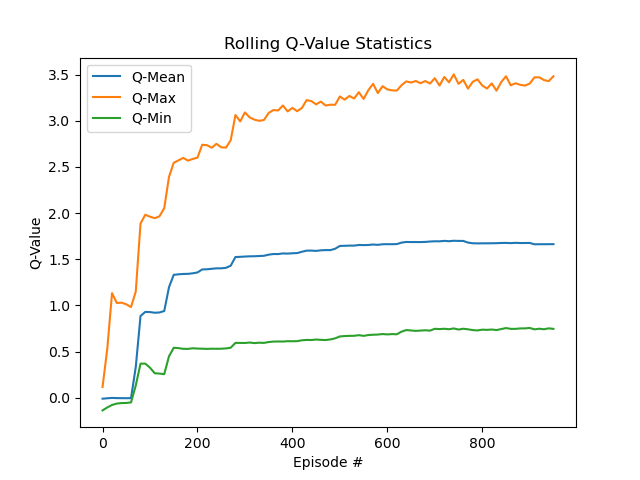 Rolling Q-Value Statistics
Q-Mean
Q-Max
Q-Min
3.5
3.0
2.5
2.0
1.5
1.0
0.5
0.0
Q-Value
0 200 400 600 800
Episode #